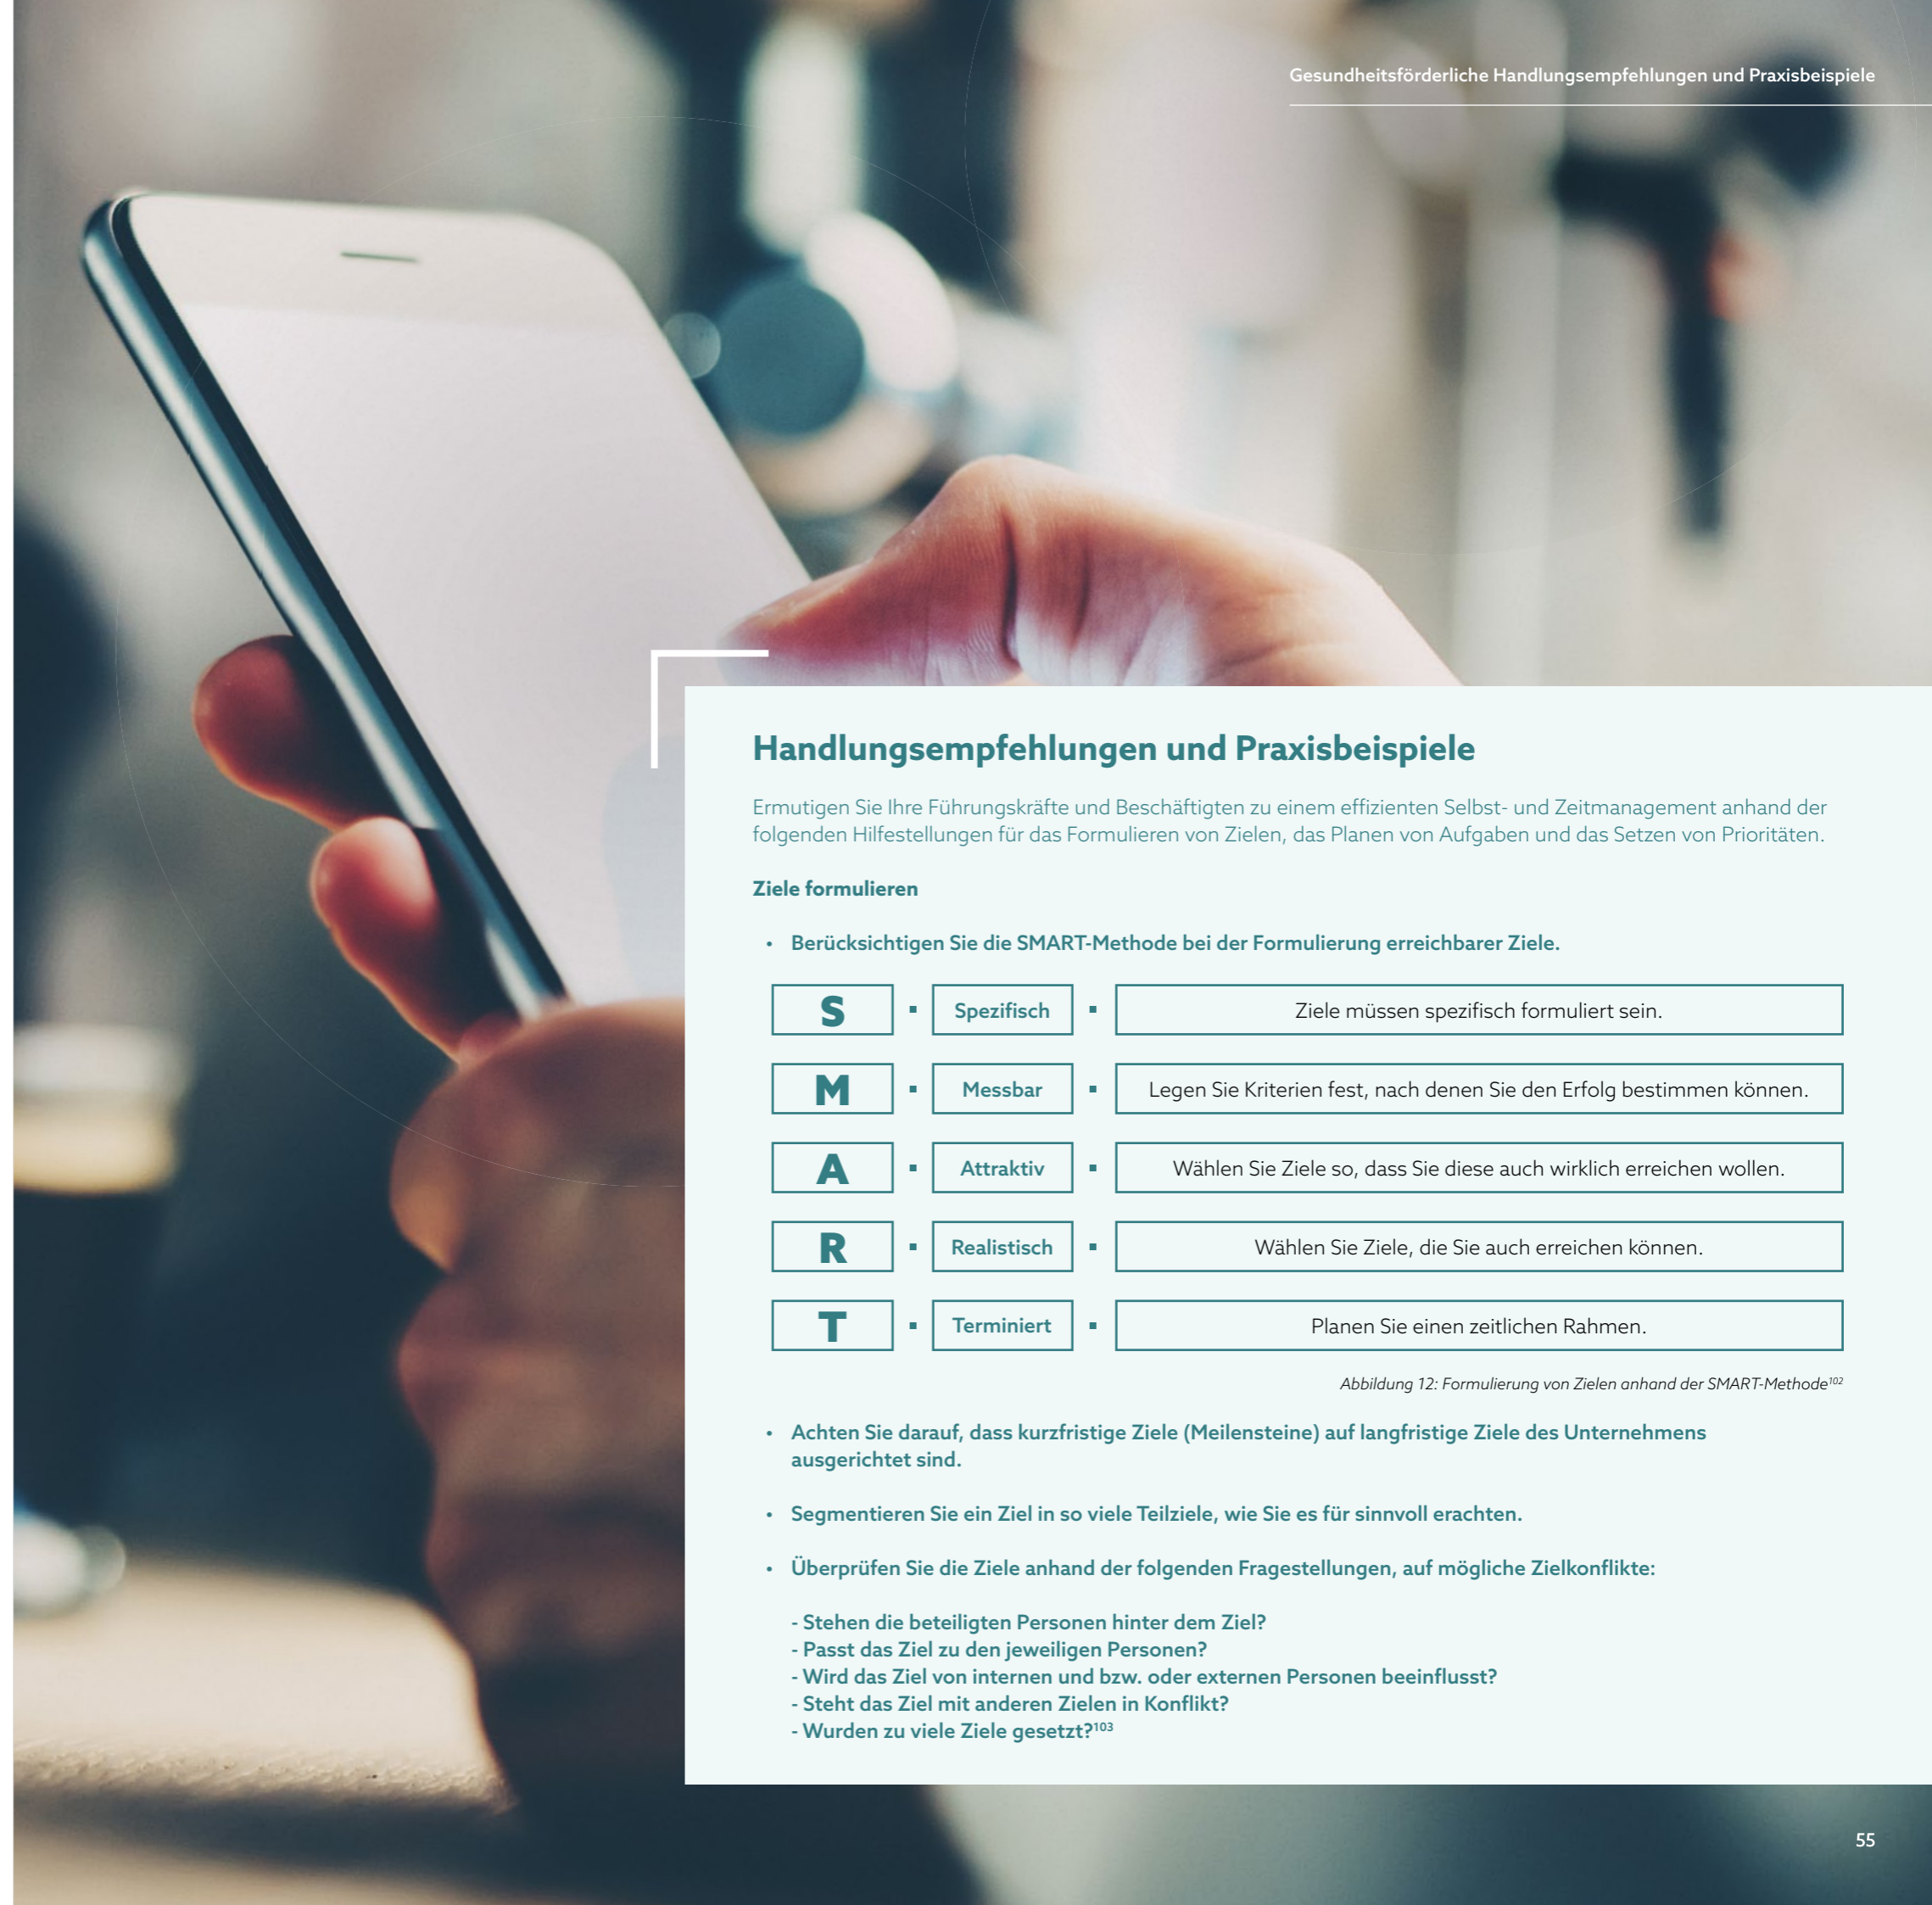 Gesundheitsförderliche Handlungsempfehlungen und Praxisbeispiele
Handlungsempfehlungen und Praxisbeispiele
Ermutigen Sie Ihre Führungskräfte und Beschäftigten zu einem effizienten Selbst- und Zeitmanagement anhand der
folgenden Hilfestellungen für das Formulieren von Zielen, das Planen von Aufgaben und das Setzen von Prioritäten.
Ziele formulieren
• Berücksichtigen Sie die SMART-Methode bei der Formulierung erreichbarer Ziele.
S ▪ Spezifisch ▪ Ziele müssen spezifisch formuliert sein.
M ▪ Messbar ▪ Legen Sie Kriterien fest, nach denen Sie den Erfolg bestimmen können.
A ▪ Attraktiv ▪ Wählen Sie Ziele so, dass Sie diese auch wirklich erreichen wollen.
R ▪ Realistisch ▪ Wählen Sie Ziele, die Sie auch erreichen können.
T ▪ Terminiert ▪ Planen Sie einen zeitlichen Rahmen.
Abbildung 12: Formulierung von Zielen anhand der SMART-Methode¹⁰²
• Achten Sie darauf, dass kurzfristige Ziele (Meilensteine) auf langfristige Ziele des Unternehmens
ausgerichtet sind.
• Segmentieren Sie ein Ziel in so viele Teilziele, wie Sie es für sinnvoll erachten.
• Überprüfen Sie die Ziele anhand der folgenden Fragestellungen, auf mögliche Zielkonflikte:
- Stehen die beteiligten Personen hinter dem Ziel?
- Passt das Ziel zu den jeweiligen Personen?
- Wird das Ziel von internen und bzw. oder externen Personen beeinflusst?
- Steht das Ziel mit anderen Zielen in Konflikt?
- Wurden zu viele Ziele gesetzt?¹⁰³
55